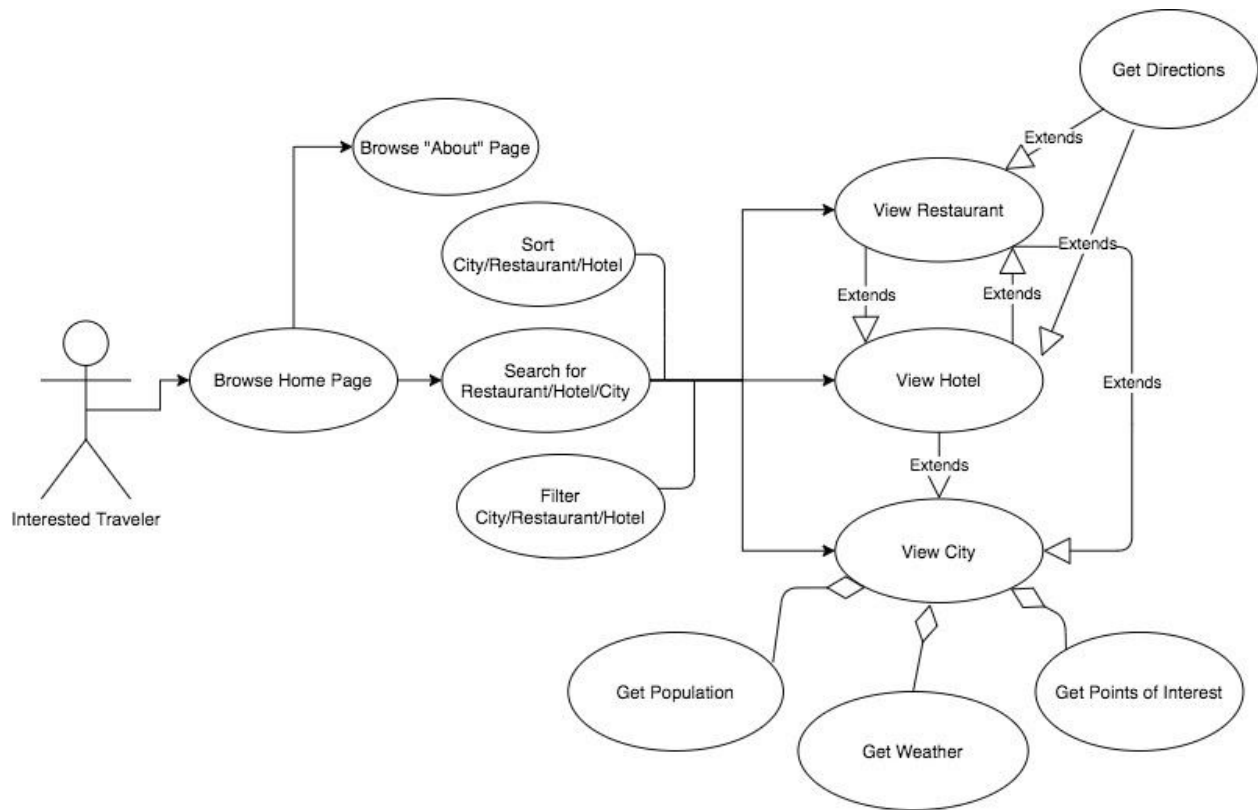 Get Directions
Extends
Browse "About" Page
View Restaurant
Sort
City/Restaurant/Hotel
Extends
Extends
Extends
Browse Home Page
Search for
Restaurant/Hotel/City
View Hotel
Extends
Extends
Filter
City/Restaurant/Hotel
Interested Traveler
View City
Get Population
Get Points of Interest
Get Weather